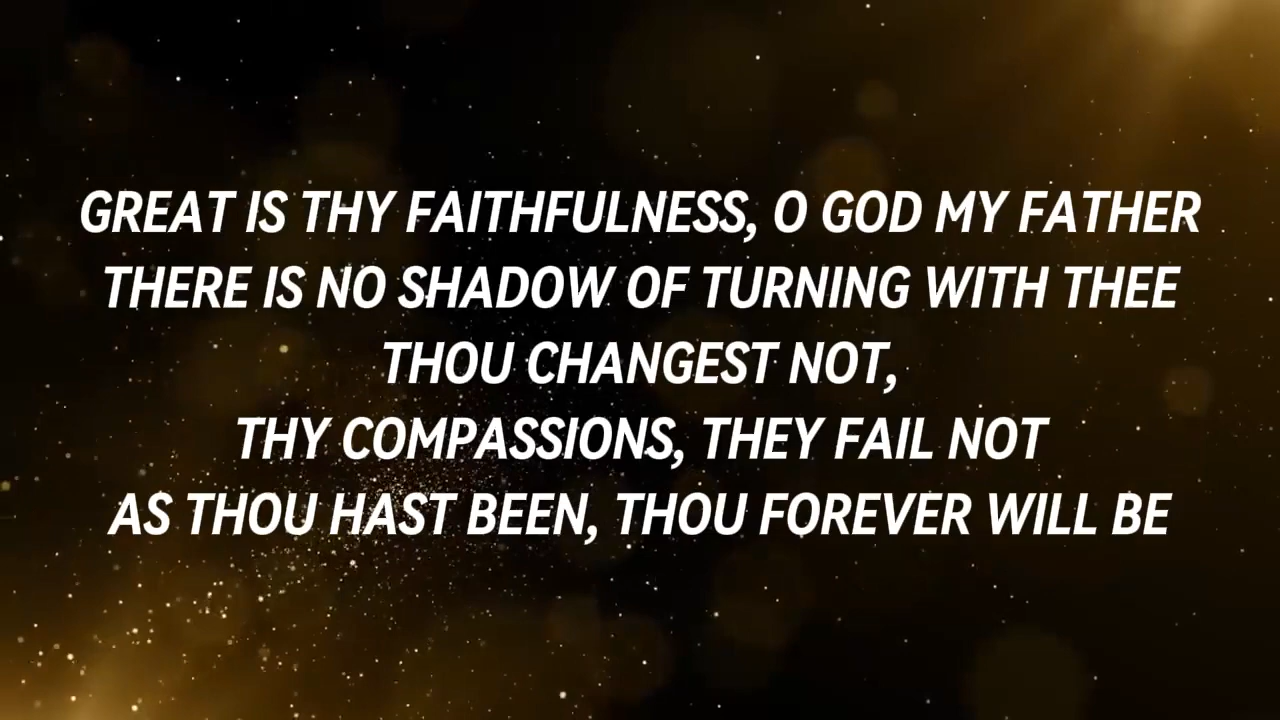 GREAT IS THY FAITHFULNESS, O GOD MY FATHER
THERE IS NO SHADOW OF TURNING WITH THEE
THOU CHANGEST NOT,
THY COMPASSIONS, THEY FAIL NOT
AS THOU HAST BEEN, THOU FOREVER WILL BE